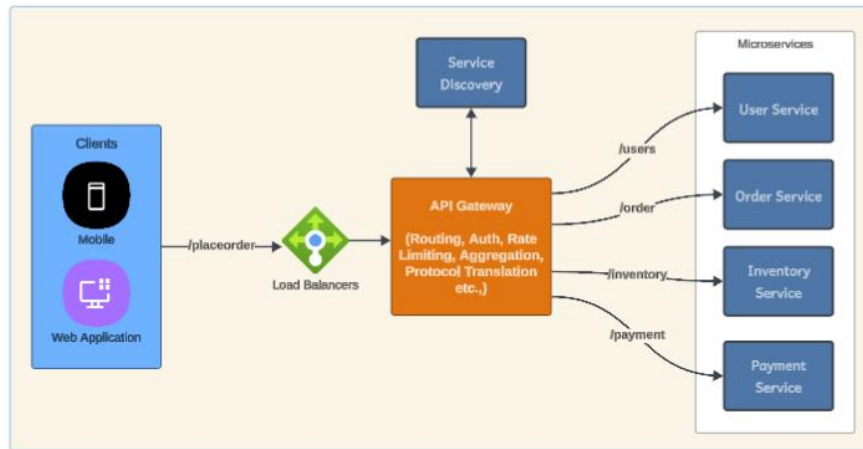 Microservices
Service
Discovery
Clients
Mobile
Web Application
/placeorder
Load Balancers
API Gateway
(Routing, Auth, Rate
Limiting, Aggregation,
Protocol Translation
etc.,)
/users
/order
/inventory
/payment
User Service
Order Service
Inventory
Service
Payment
Service